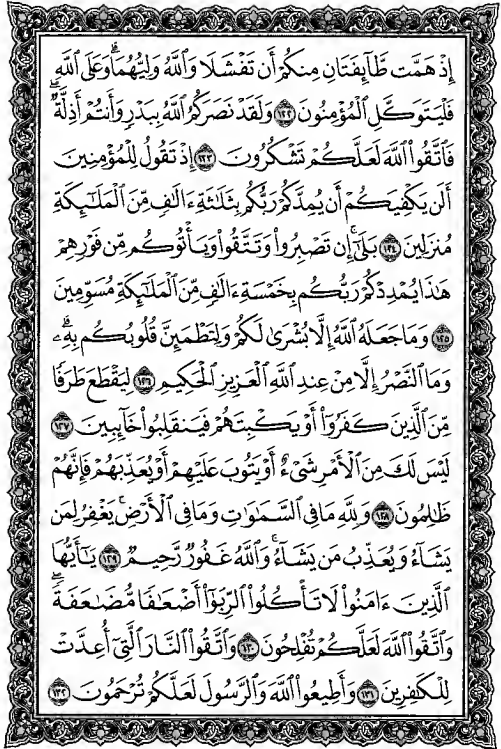 إِذْ هَمَّت طَّآئِفَتَانِ مِنكُمْ أَن تَفْشَلَا وَٱللَّهُ وَلِيُّهُمَا ۗ وَعَلَى ٱللَّهِ
فَلْيَتَوَكَّلِ ٱلْمُؤْمِنُونَ ١٢٢ وَلَقَدْ نَصَرَكُمُ ٱللَّهُ بِبَدْرٍ وَأَنتُمْ أَذِلَّةٌ ۖ
فَٱتَّقُوا۟ ٱللَّهَ لَعَلَّكُمْ تَشْكُرُونَ ١٢٣ إِذْ تَقُولُ لِلْمُؤْمِنِينَ
أَلَن يَكْفِيَكُمْ أَن يُمِدَّكُمْ رَبُّكُم بِثَلَـٰثَةِ ءَالَـٰفٍ مِّنَ ٱلْمَلَـٰٓئِكَةِ
مُنزَلِينَ ١٢٤ بَلَىٰٓ ۚ إِن تَصْبِرُوا۟ وَتَتَّقُوا۟ وَيَأْتُوكُم مِّن فَوْرِهِمْ
هَـٰذَا يُمْدِدْكُمْ رَبُّكُم بِخَمْسَةِ ءَالَـٰفٍ مِّنَ ٱلْمَلَـٰٓئِكَةِ مُسَوِّمِينَ
١٢٥ وَمَا جَعَلَهُ ٱللَّهُ إِلَّا بُشْرَىٰ لَكُمْ وَلِتَطْمَئِنَّ قُلُوبُكُم بِهِۦ ۗ
وَمَا ٱلنَّصْرُ إِلَّا مِنْ عِندِ ٱللَّهِ ٱلْعَزِيزِ ٱلْحَكِيمِ ١٢٦ لِيَقْطَعَ طَرَفًا
مِّنَ ٱلَّذِينَ كَفَرُوٓا۟ أَوْ يَكْبِتَهُمْ فَيَنقَلِبُوا۟ خَآئِبِينَ ١٢٧
لَيْسَ لَكَ مِنَ ٱلْأَمْرِ شَىْءٌ أَوْ يَتُوبَ عَلَيْهِمْ أَوْ يُعَذِّبَهُمْ فَإِنَّهُمْ
ظَـٰلِمُونَ ١٢٨ وَلِلَّهِ مَا فِى ٱلسَّمَـٰوَٰتِ وَمَا فِى ٱلْأَرْضِ ۚ يَغْفِرُ لِمَن
يَشَآءُ وَيُعَذِّبُ مَن يَشَآءُ ۚ وَٱللَّهُ غَفُورٌ رَّحِيمٌ ١٢٩ يَـٰٓأَيُّهَا
ٱلَّذِينَ ءَامَنُوا۟ لَا تَأْكُلُوا۟ ٱلرِّبَوٰٓا۟ أَضْعَـٰفًا مُّضَـٰعَفَةً ۖ
وَٱتَّقُوا۟ ٱللَّهَ لَعَلَّكُمْ تُفْلِحُونَ ١٣٠ وَٱتَّقُوا۟ ٱلنَّارَ ٱلَّتِىٓ أُعِدَّتْ
لِلْكَـٰفِرِينَ ١٣١ وَأَطِيعُوا۟ ٱللَّهَ وَٱلرَّسُولَ لَعَلَّكُمْ تُرْحَمُونَ ١٣٢